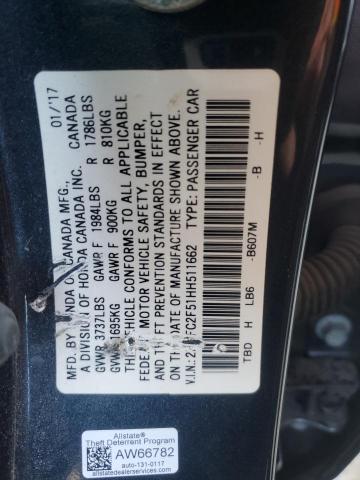 01/'17
MFD. BY HONDA OF CANADA MFG.,
A DIVISION OF HONDA CANADA INC. CANADA
GVWR 3737LBS GAWR F 1984LBS R 1786LBS
GVWR 1695KG GAWR F 900KG R 810KG
THIS VEHICLE CONFORMS TO ALL APPLICABLE
FEDERAL MOTOR VEHICLE SAFETY, BUMPER,
AND THEFT PREVENTION STANDARDS IN EFFECT
ON THE DATE OF MANUFACTURE SHOWN ABOVE.
V.I.N.: FC2F51HH511662 TYPE: PASSENGER CAR
TBD H LB6 -B607M -B -H
Allstate®
Theft Deterrent Program
AW66782
auto-131-0117